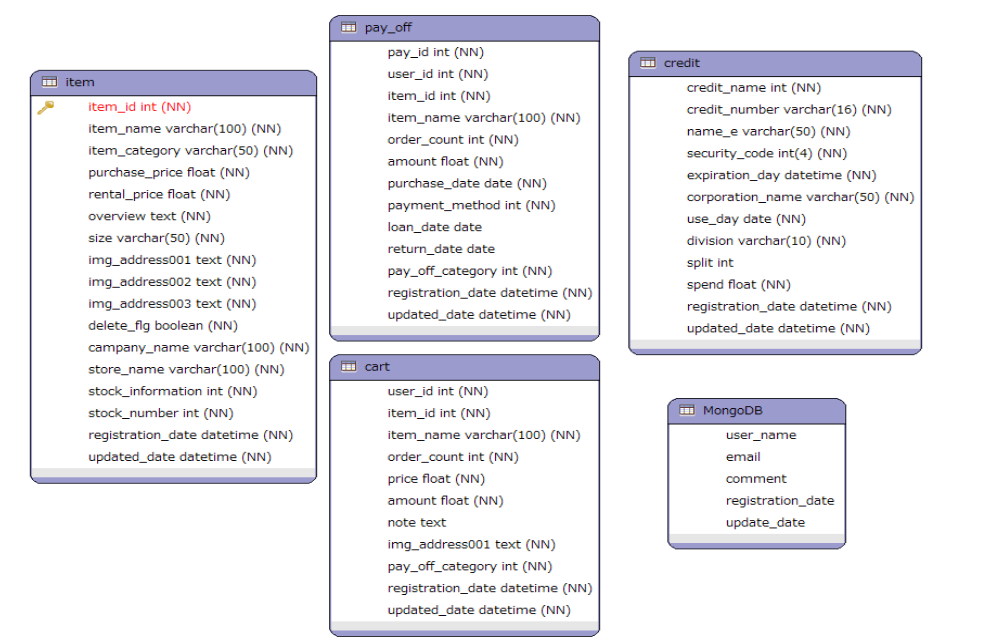 item
item_id int (NN)
item_name varchar(100) (NN)
item_category varchar(50) (NN)
purchase_price float (NN)
rental_price float (NN)
overview text (NN)
size varchar(50) (NN)
img_address001 text (NN)
img_address002 text (NN)
img_address003 text (NN)
delete_flg boolean (NN)
campany_name varchar(100) (NN)
store_name varchar(100) (NN)
stock_information int (NN)
stock_number int (NN)
registration_date datetime (NN)
updated_date datetime (NN)
pay_off
pay_id int (NN)
user_id int (NN)
item_id int (NN)
item_name varchar(100) (NN)
order_count int (NN)
amount float (NN)
purchase_date date (NN)
payment_method int (NN)
loan_date date
return_date date
pay_off_category int (NN)
registration_date datetime (NN)
updated_date datetime (NN)
cart
user_id int (NN)
item_id int (NN)
item_name varchar(100) (NN)
order_count int (NN)
price float (NN)
amount float (NN)
note text
img_address001 text (NN)
pay_off_category int (NN)
registration_date datetime (NN)
updated_date datetime (NN)
credit
credit_name int (NN)
credit_number varchar(16) (NN)
name_e varchar(50) (NN)
security_code int(4) (NN)
expiration_day datetime (NN)
corporation_name varchar(50) (NN)
use_day date (NN)
division varchar(10) (NN)
split int
spend float (NN)
registration_date datetime (NN)
updated_date datetime (NN)
MongoDB
user_name
email
comment
registration_date
update_date